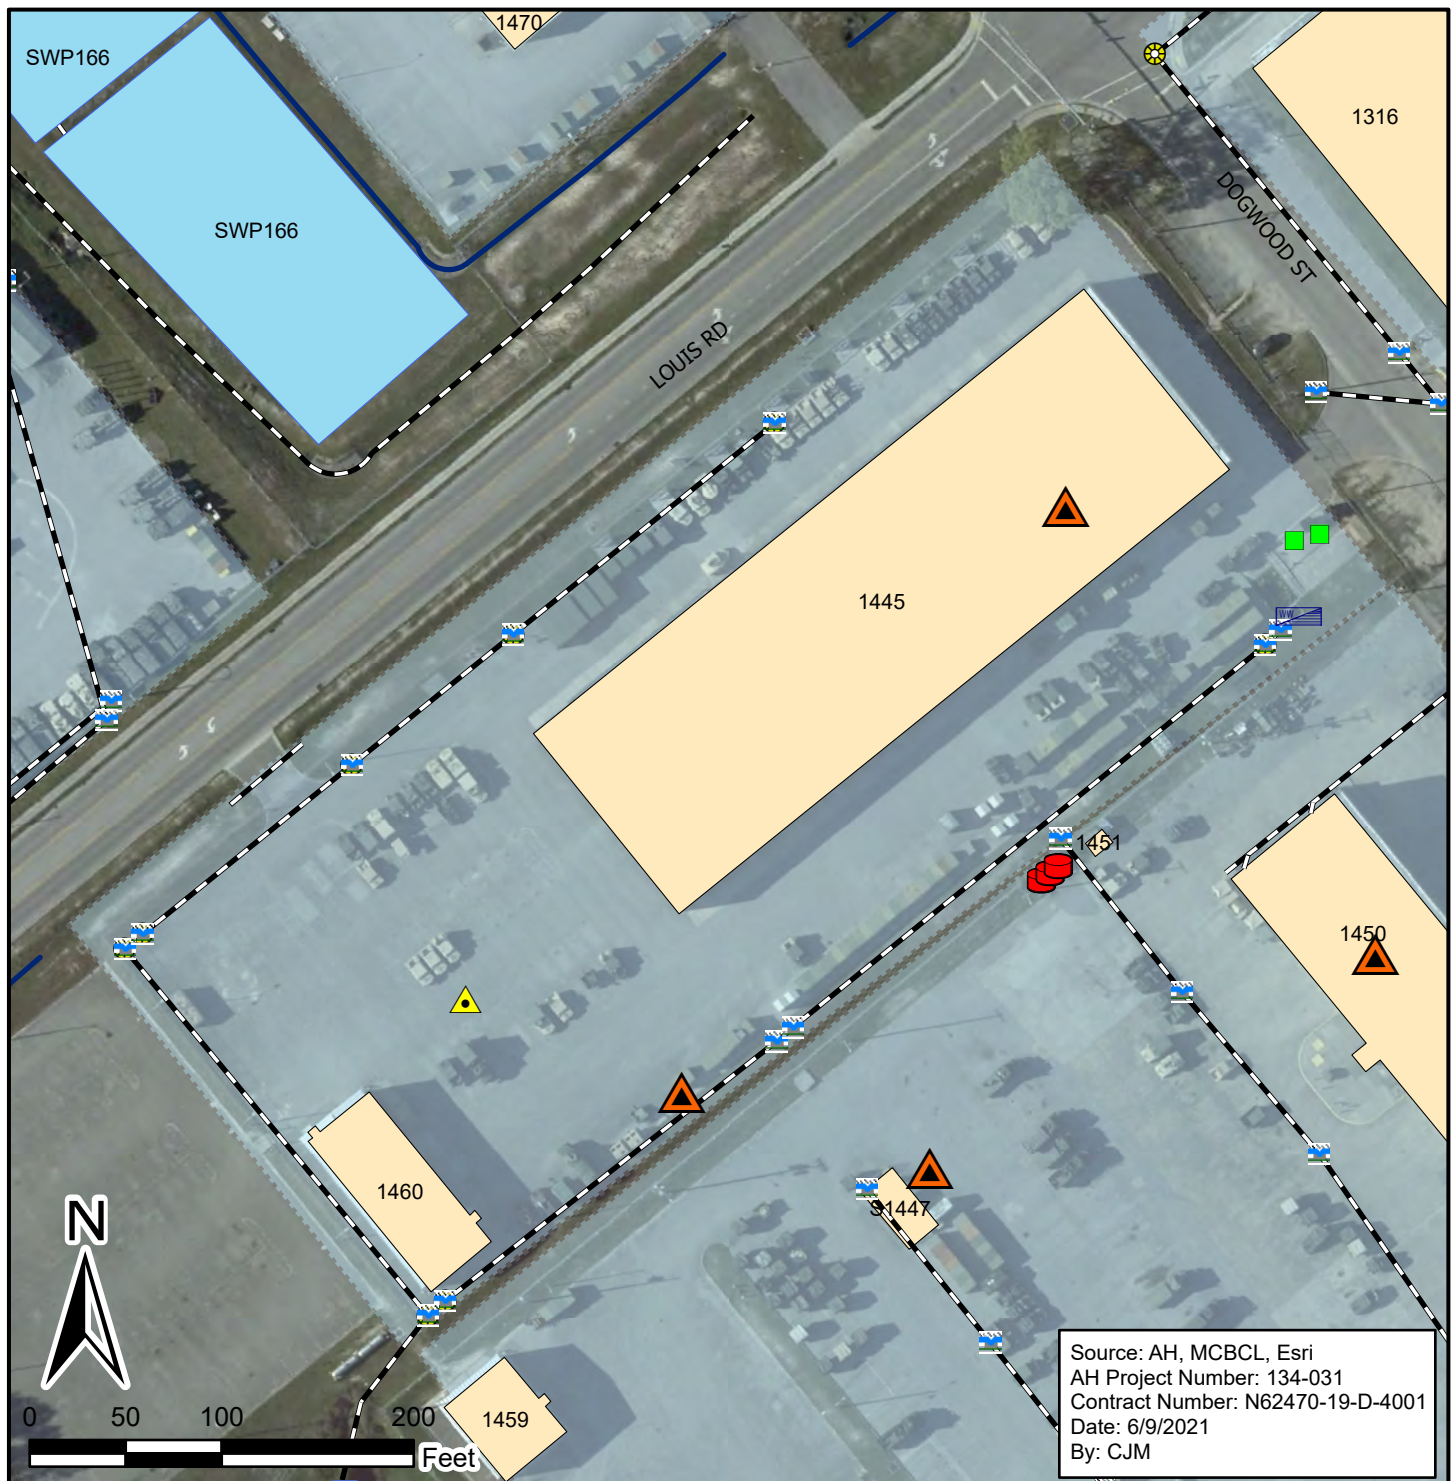 1470
SWP166
1316
SWP166
DOGWOOD ST
LOUIS RD
1445
WW
1451
1450
1460
S1447
N
1459
0 50 100 200
Feet
Source: AH, MCBCL, Esri
AH Project Number: 134-031
Contract Number: N62470-19-D-4001
Date: 6/9/2021
By: CJM